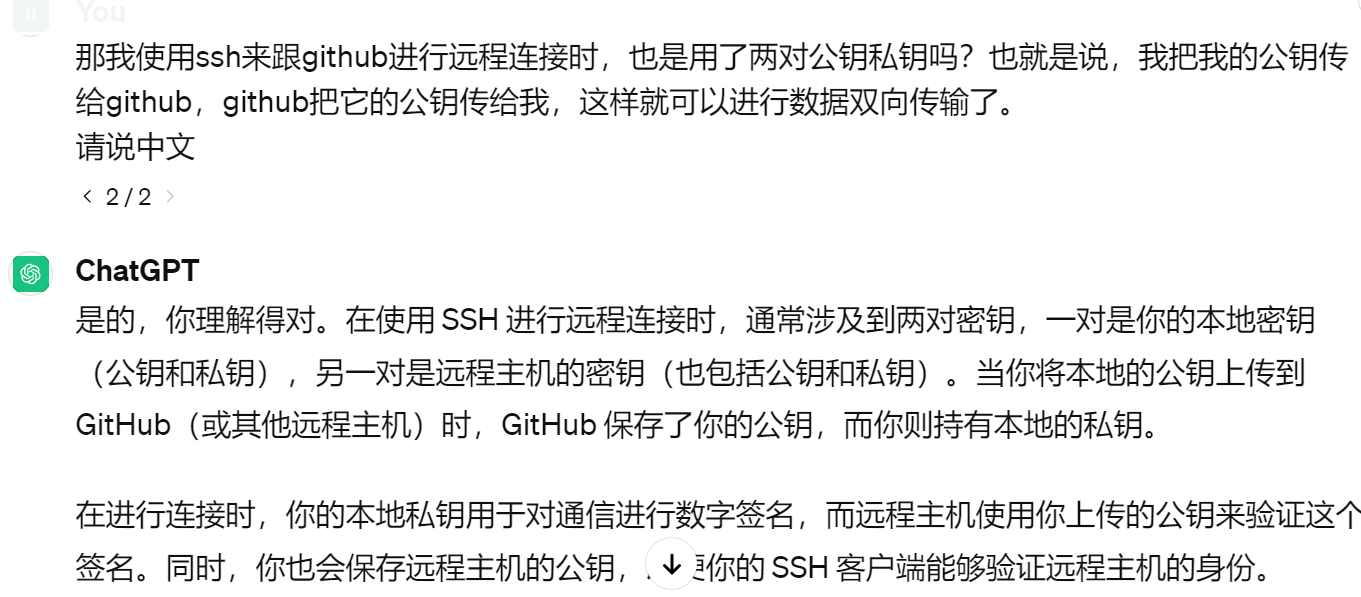 n
You
那我使用ssh来跟github进行远程连接时，也是用了两对公钥私钥吗？也就是说，我把我的公钥传
给github，github把它的公钥传给我，这样就可以进行数据双向传输了。
请说中文
< 2 / 2 >
ChatGPT
是的，你理解得对。在使用 SSH 进行远程连接时，通常涉及到两对密钥，一对是你的本地密钥
（公钥和私钥），另一对是远程主机的密钥（也包括公钥和私钥）。当你将本地的公钥上传到
GitHub（或其他远程主机）时，GitHub 保存了你的公钥，而你则持有本地的私钥。
在进行连接时，你的本地私钥用于对通信进行数字签名，而远程主机使用你上传的公钥来验证这个
签名。同时，你也会保存远程主机的公钥，便你的 SSH 客户端能够验证远程主机的身份。